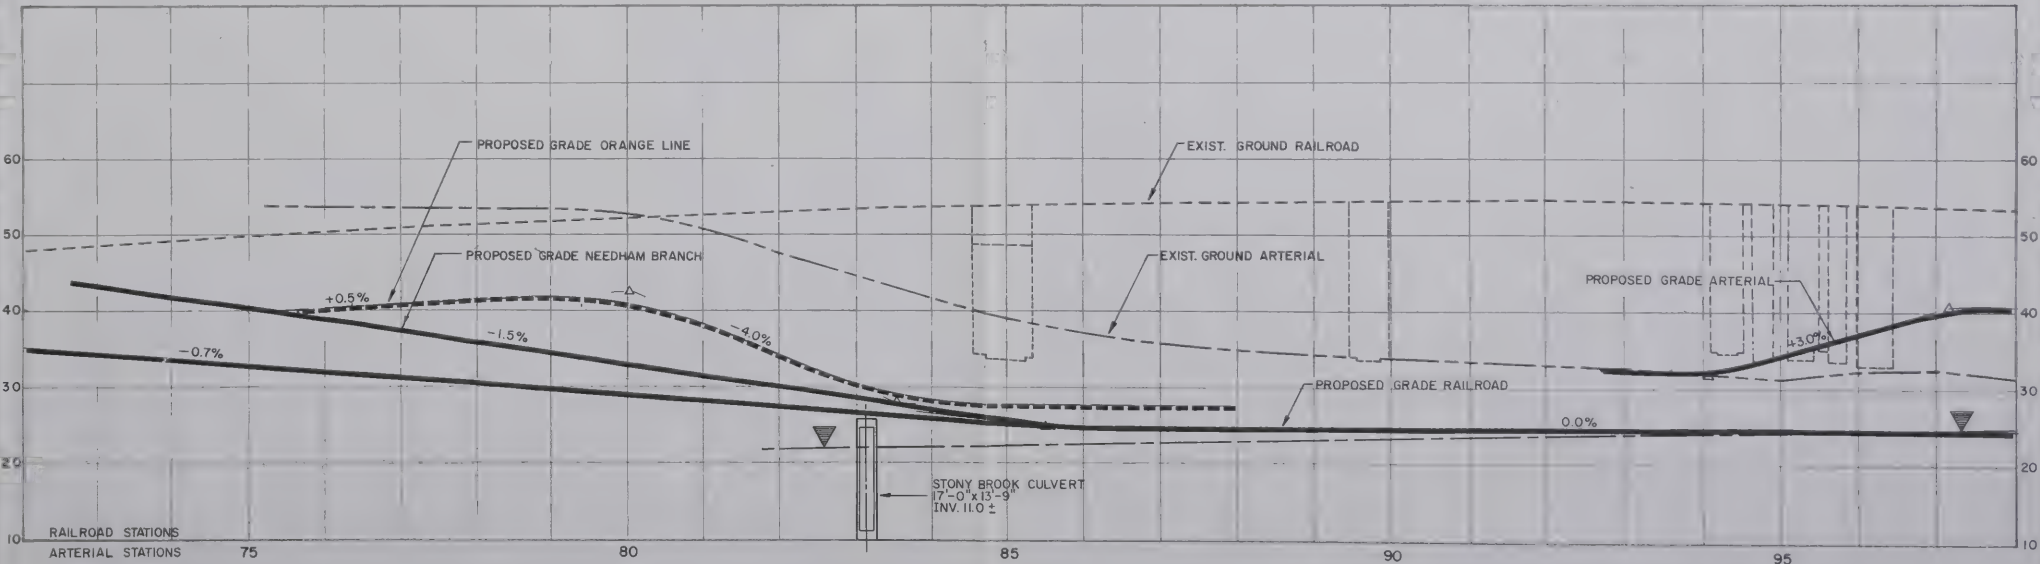 PROPOSED GRADE ORANGE LINE
EXIST. GROUND RAILROAD
60
60
50
50
PROPOSED GRADE NEEDHAM BRANCH
EXIST. GROUND ARTERIAL
PROPOSED GRADE ARTERIAL
+0.5%
40
40
-1.5%
-4.0%
+3.0%
-0.7%
30
30
PROPOSED GRADE RAILROAD
0.0%
20
20
STONY BROOK CULVERT
17'-0" x 13'-9"
INV. 11.0 ±
RAILROAD STATIONS
10
10
ARTERIAL STATIONS
75
80
85
90
95